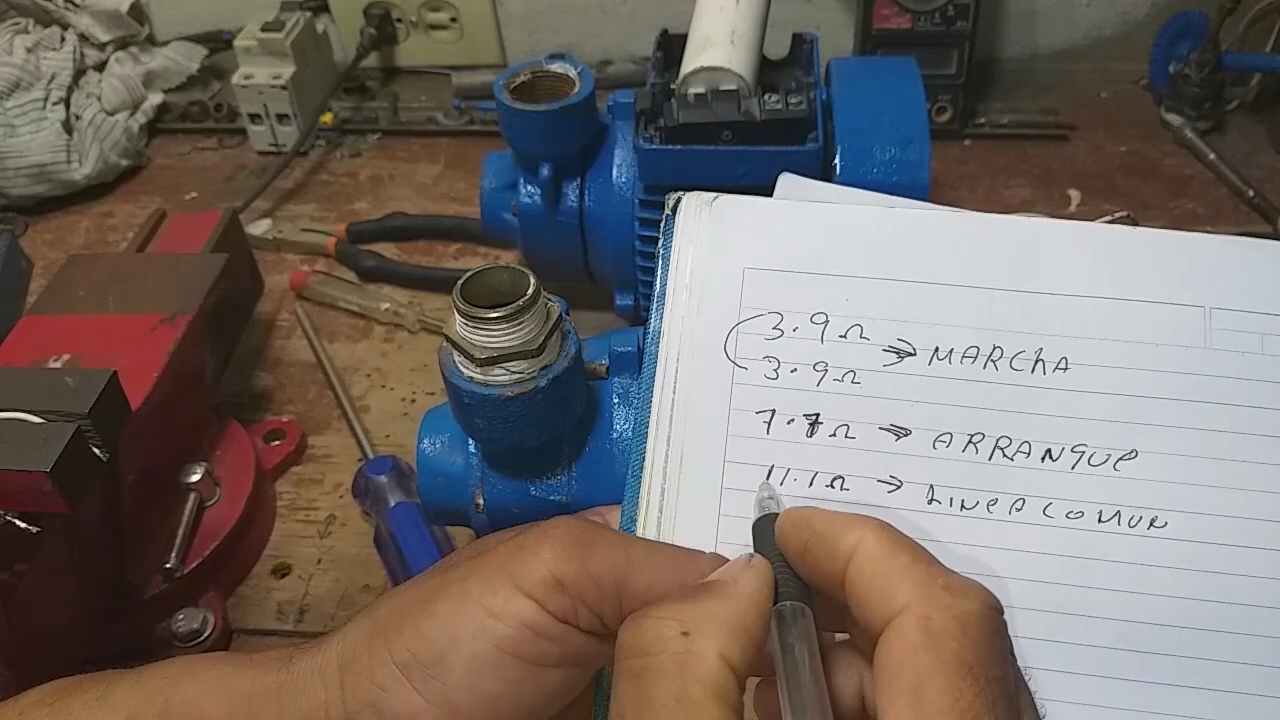 3.9Ω ⇒ MARCHA
3.9Ω
7.7Ω ⇒ ARRANQUE
11.1Ω → LINEA COMUN